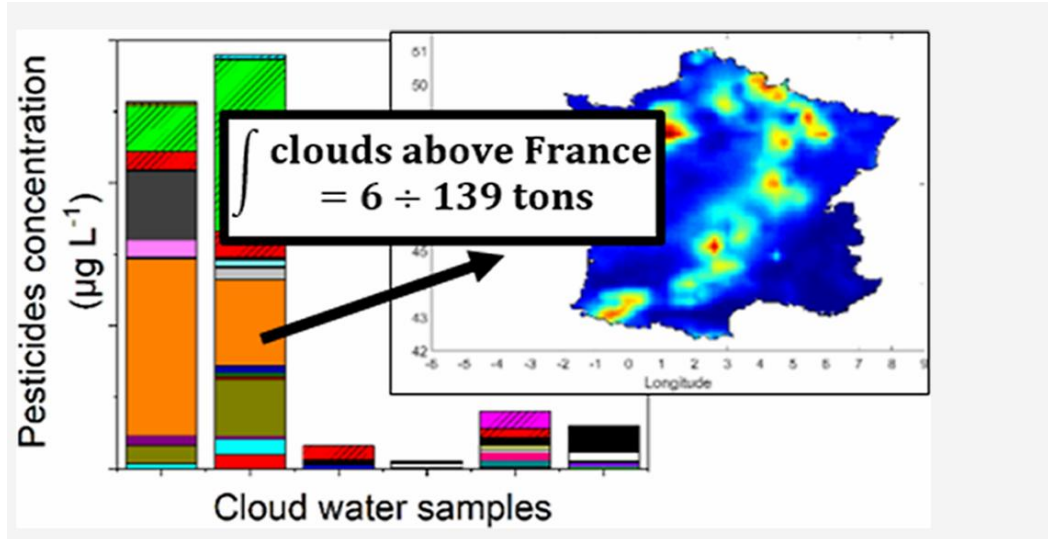 Pesticides concentration
(µg L⁻¹)
Cloud water samples
∫ clouds above France
= 6 ÷ 139 tons
51
50
45
43
42
-6 -5 -4 -3 -2 -1 0 1 2 3 4 5 6 7 8 9
Longitude